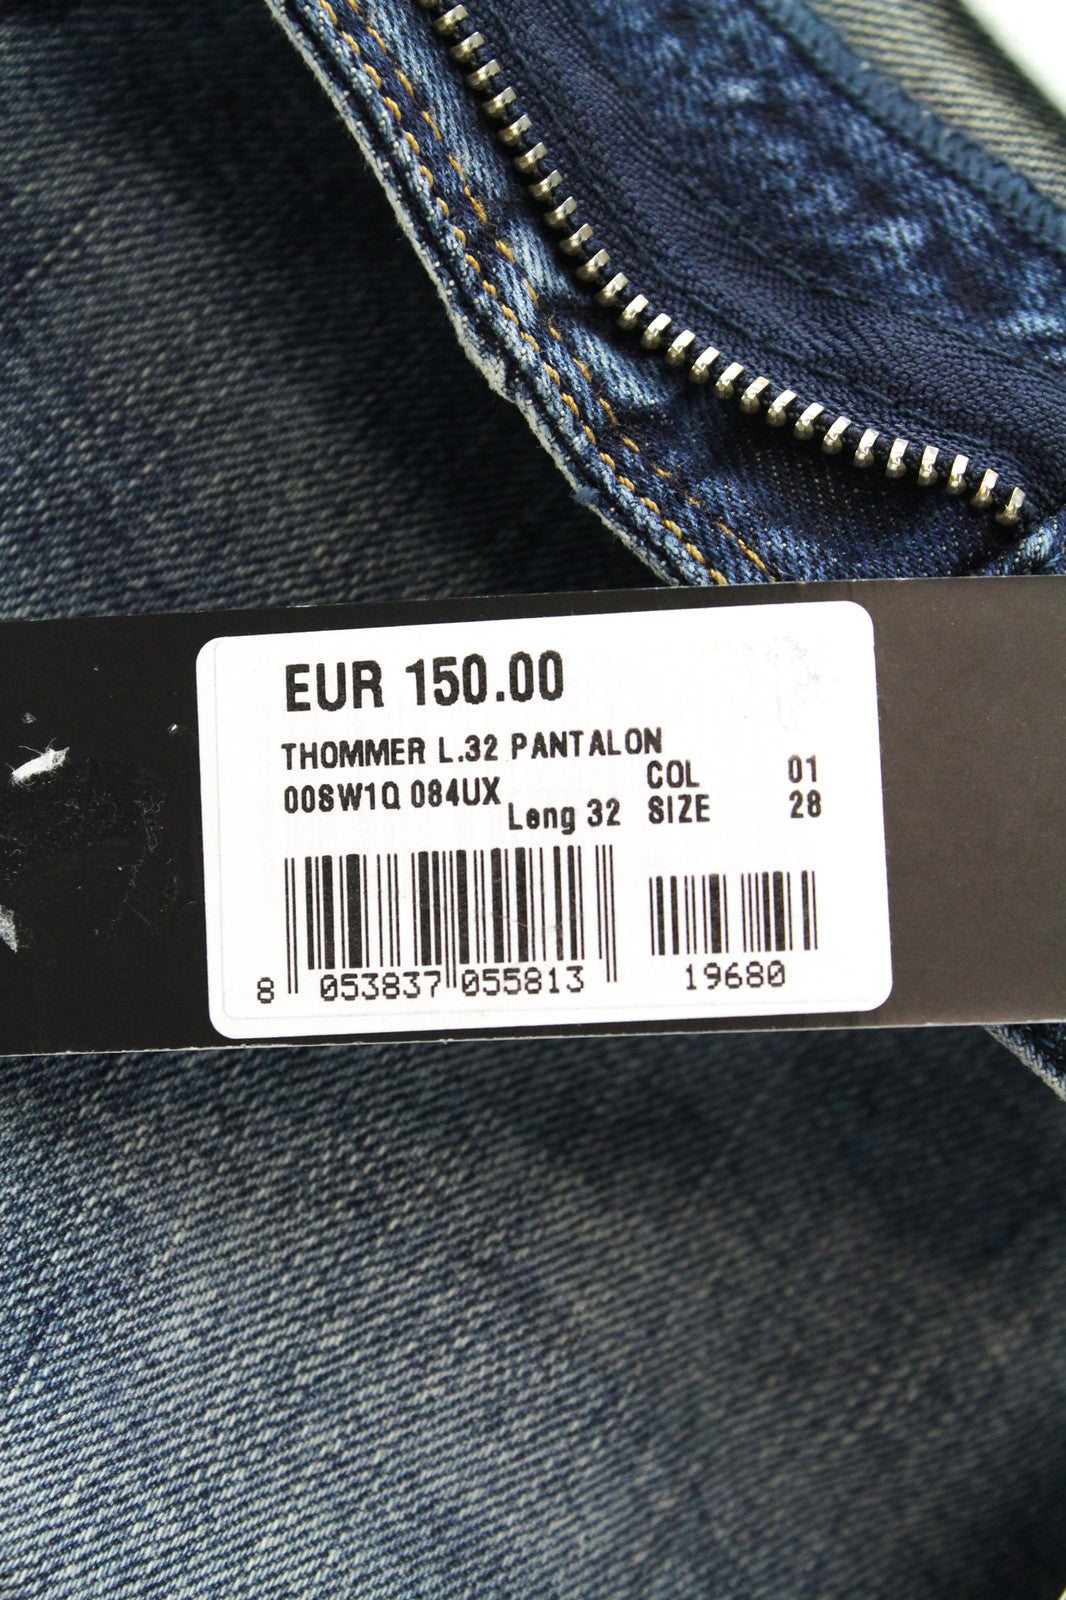 EUR 150.00
THOMMER L.32 PANTALON
00SW1Q 084UX COL 01
Leng 32 SIZE 28
8 053837 055813 19680